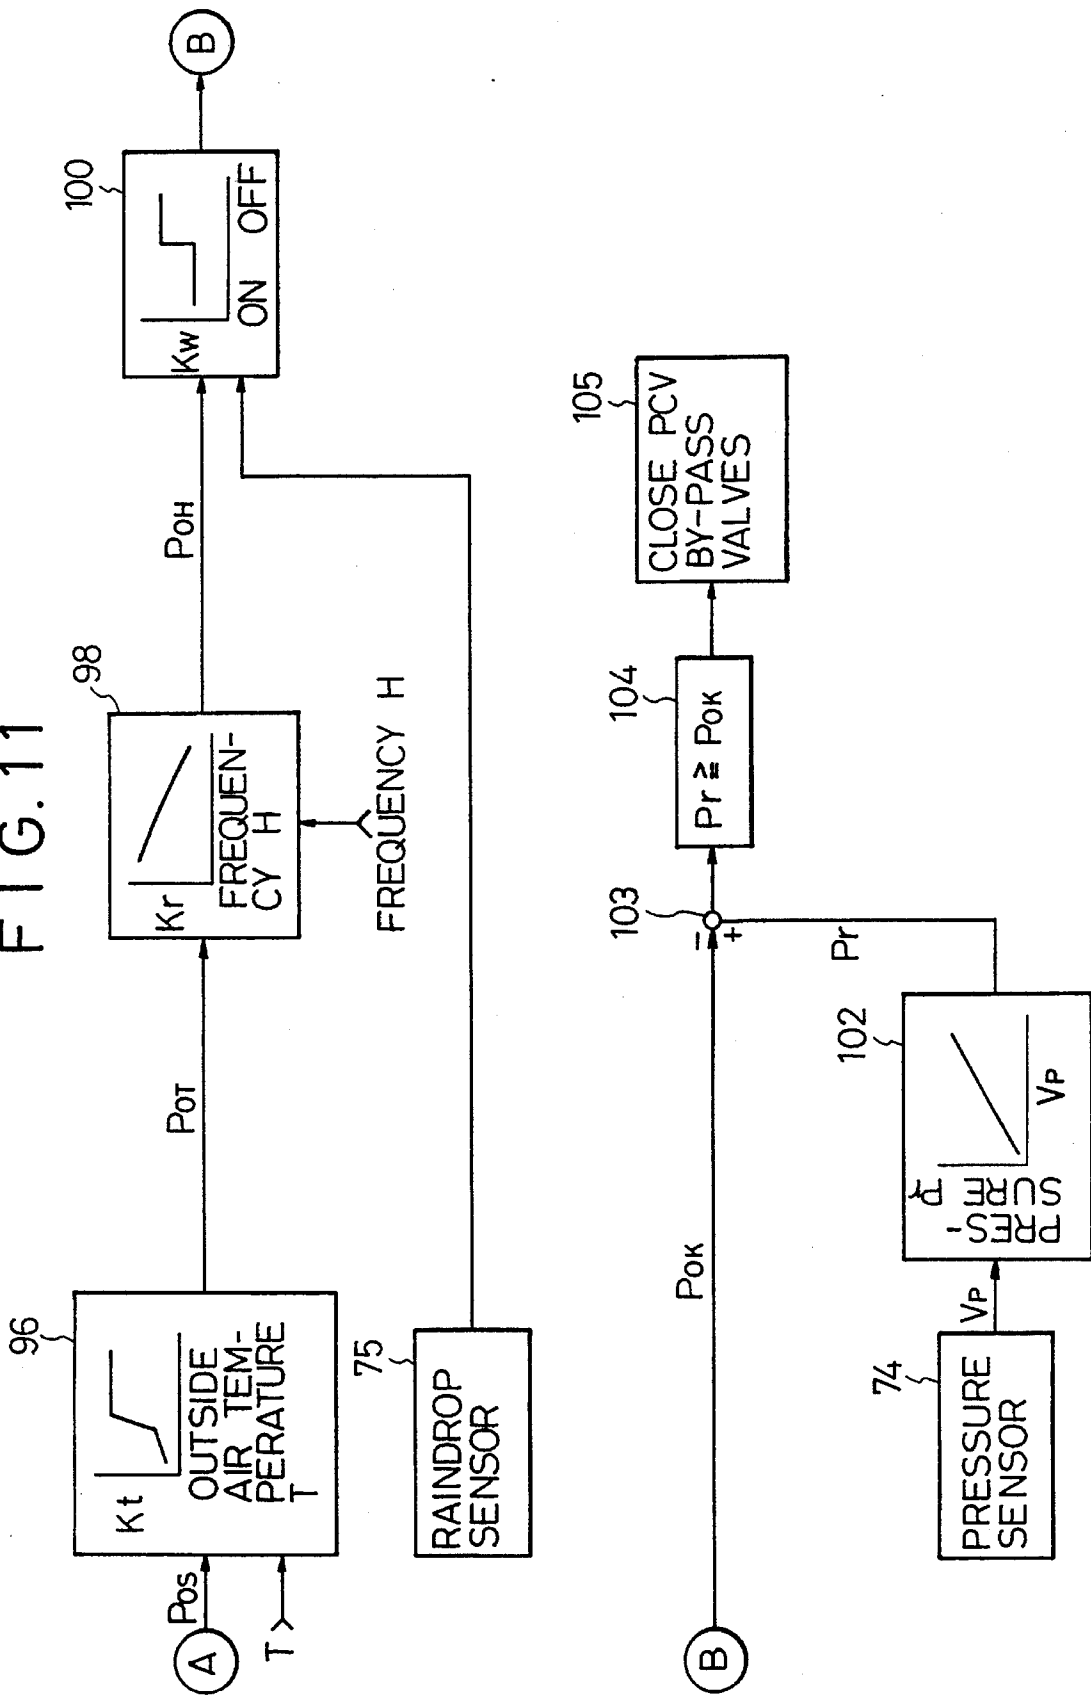 FIG.11
A
POS
T
96
Kt
OUTSIDE
AIR TEM-
PERATURE
T
POT
98
Kr
FREQUEN-
CY H
FREQUENCY H
POH
100
Kw
ON OFF
B
75
RAINDROP
SENSOR
B
POK
103
−
+
Pr
104
Pr ≧ POK
105
CLOSE PCV
BY-PASS
VALVES
74
PRESSURE
SENSOR
VP
102
PRES-
SURE Pr
VP